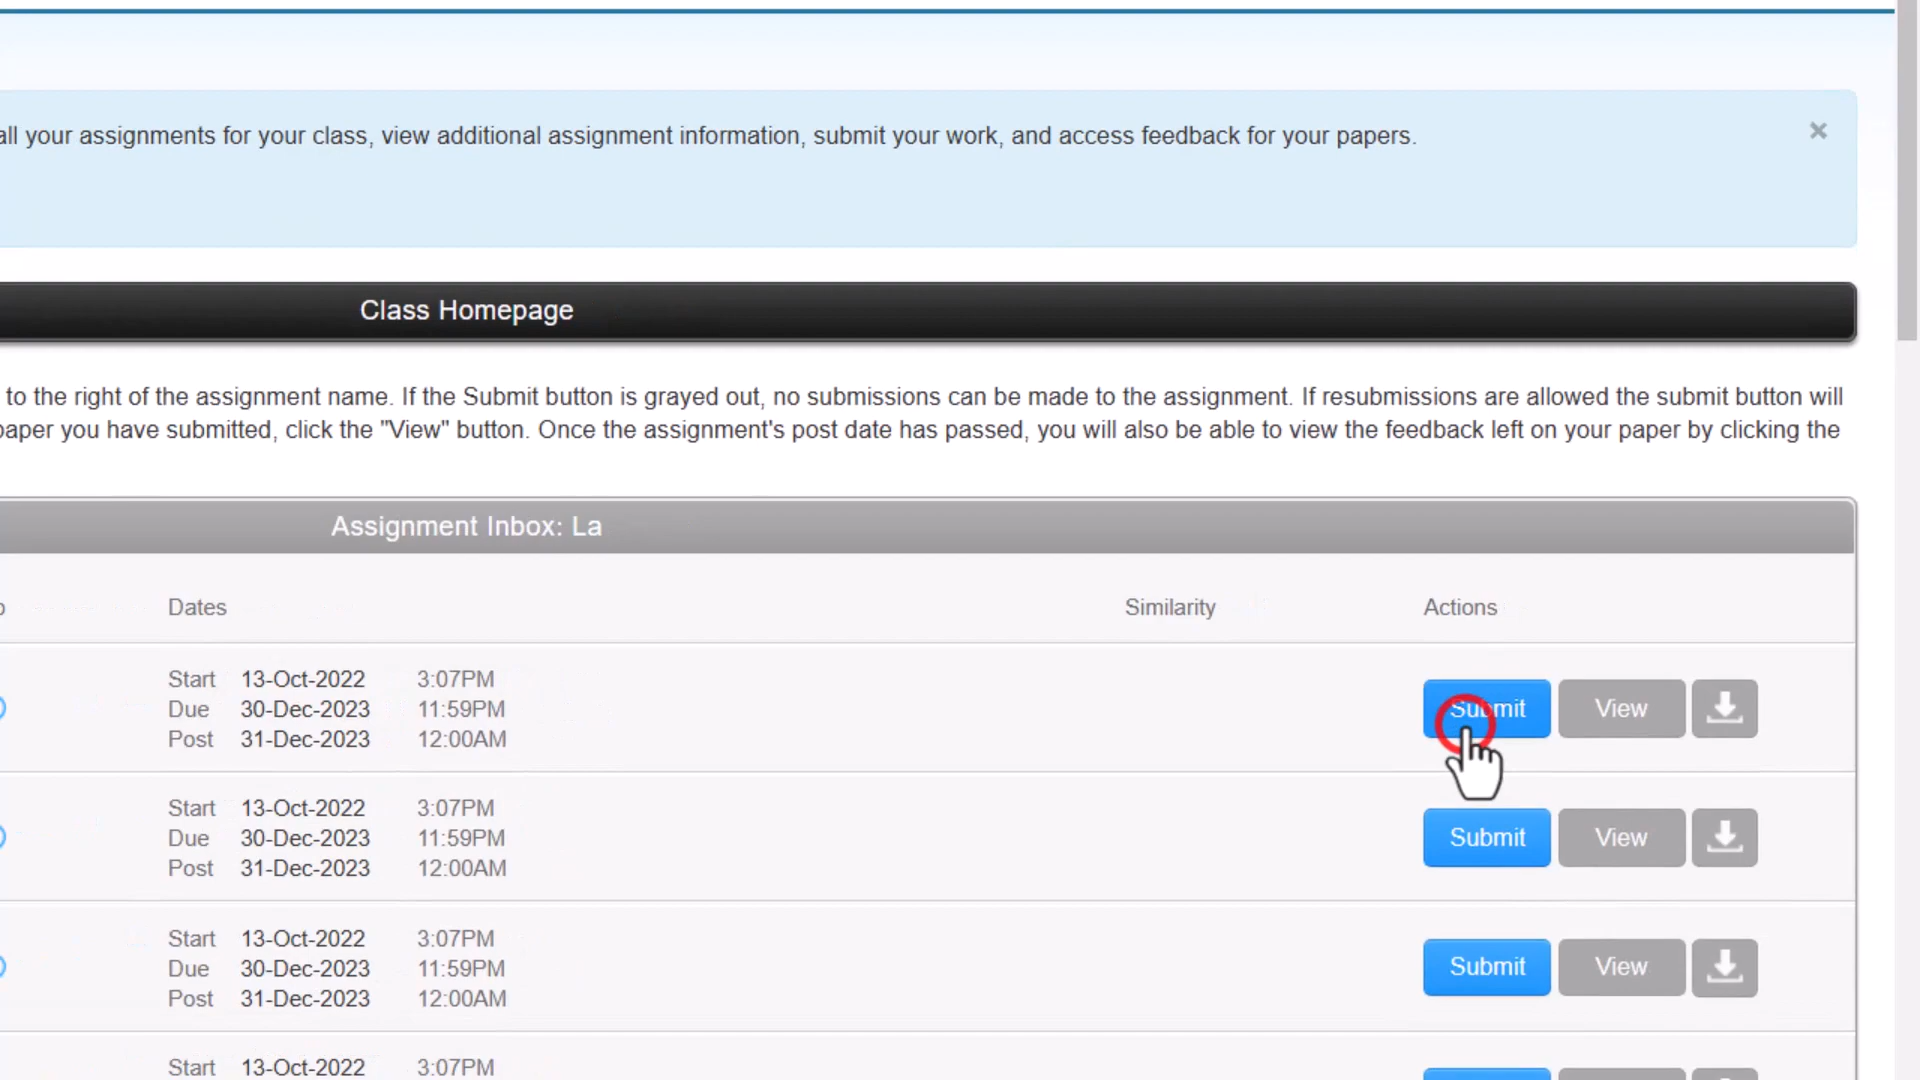 all your assignments for your class, view additional assignment information, submit your work, and access feedback for your papers.
Class Homepage
to the right of the assignment name. If the Submit button is grayed out, no submissions can be made to the assignment. If resubmissions are allowed the submit button will
paper you have submitted, click the "View" button. Once the assignment's post date has passed, you will also be able to view the feedback left on your paper by clicking the
Assignment Inbox: La
Dates Similarity Actions
Start 13-Oct-2022 3:07PM
Due 30-Dec-2023 11:59PM Submit View
Post 31-Dec-2023 12:00AM
Start 13-Oct-2022 3:07PM
Due 30-Dec-2023 11:59PM Submit View
Post 31-Dec-2023 12:00AM
Start 13-Oct-2022 3:07PM
Due 30-Dec-2023 11:59PM Submit View
Post 31-Dec-2023 12:00AM
Start 13-Oct-2022 3:07PM